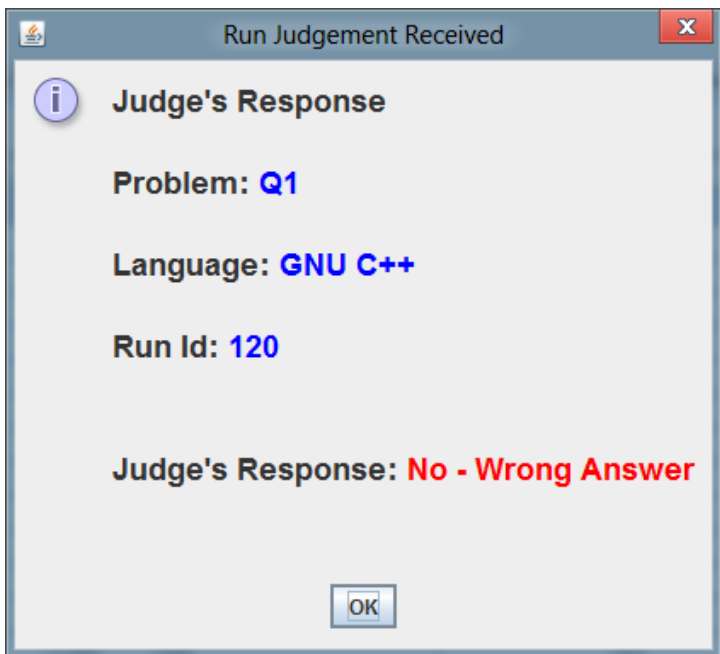 Run Judgement Received
Judge's Response
Problem: Q1
Language: GNU C++
Run Id: 120
Judge's Response: No - Wrong Answer
OK